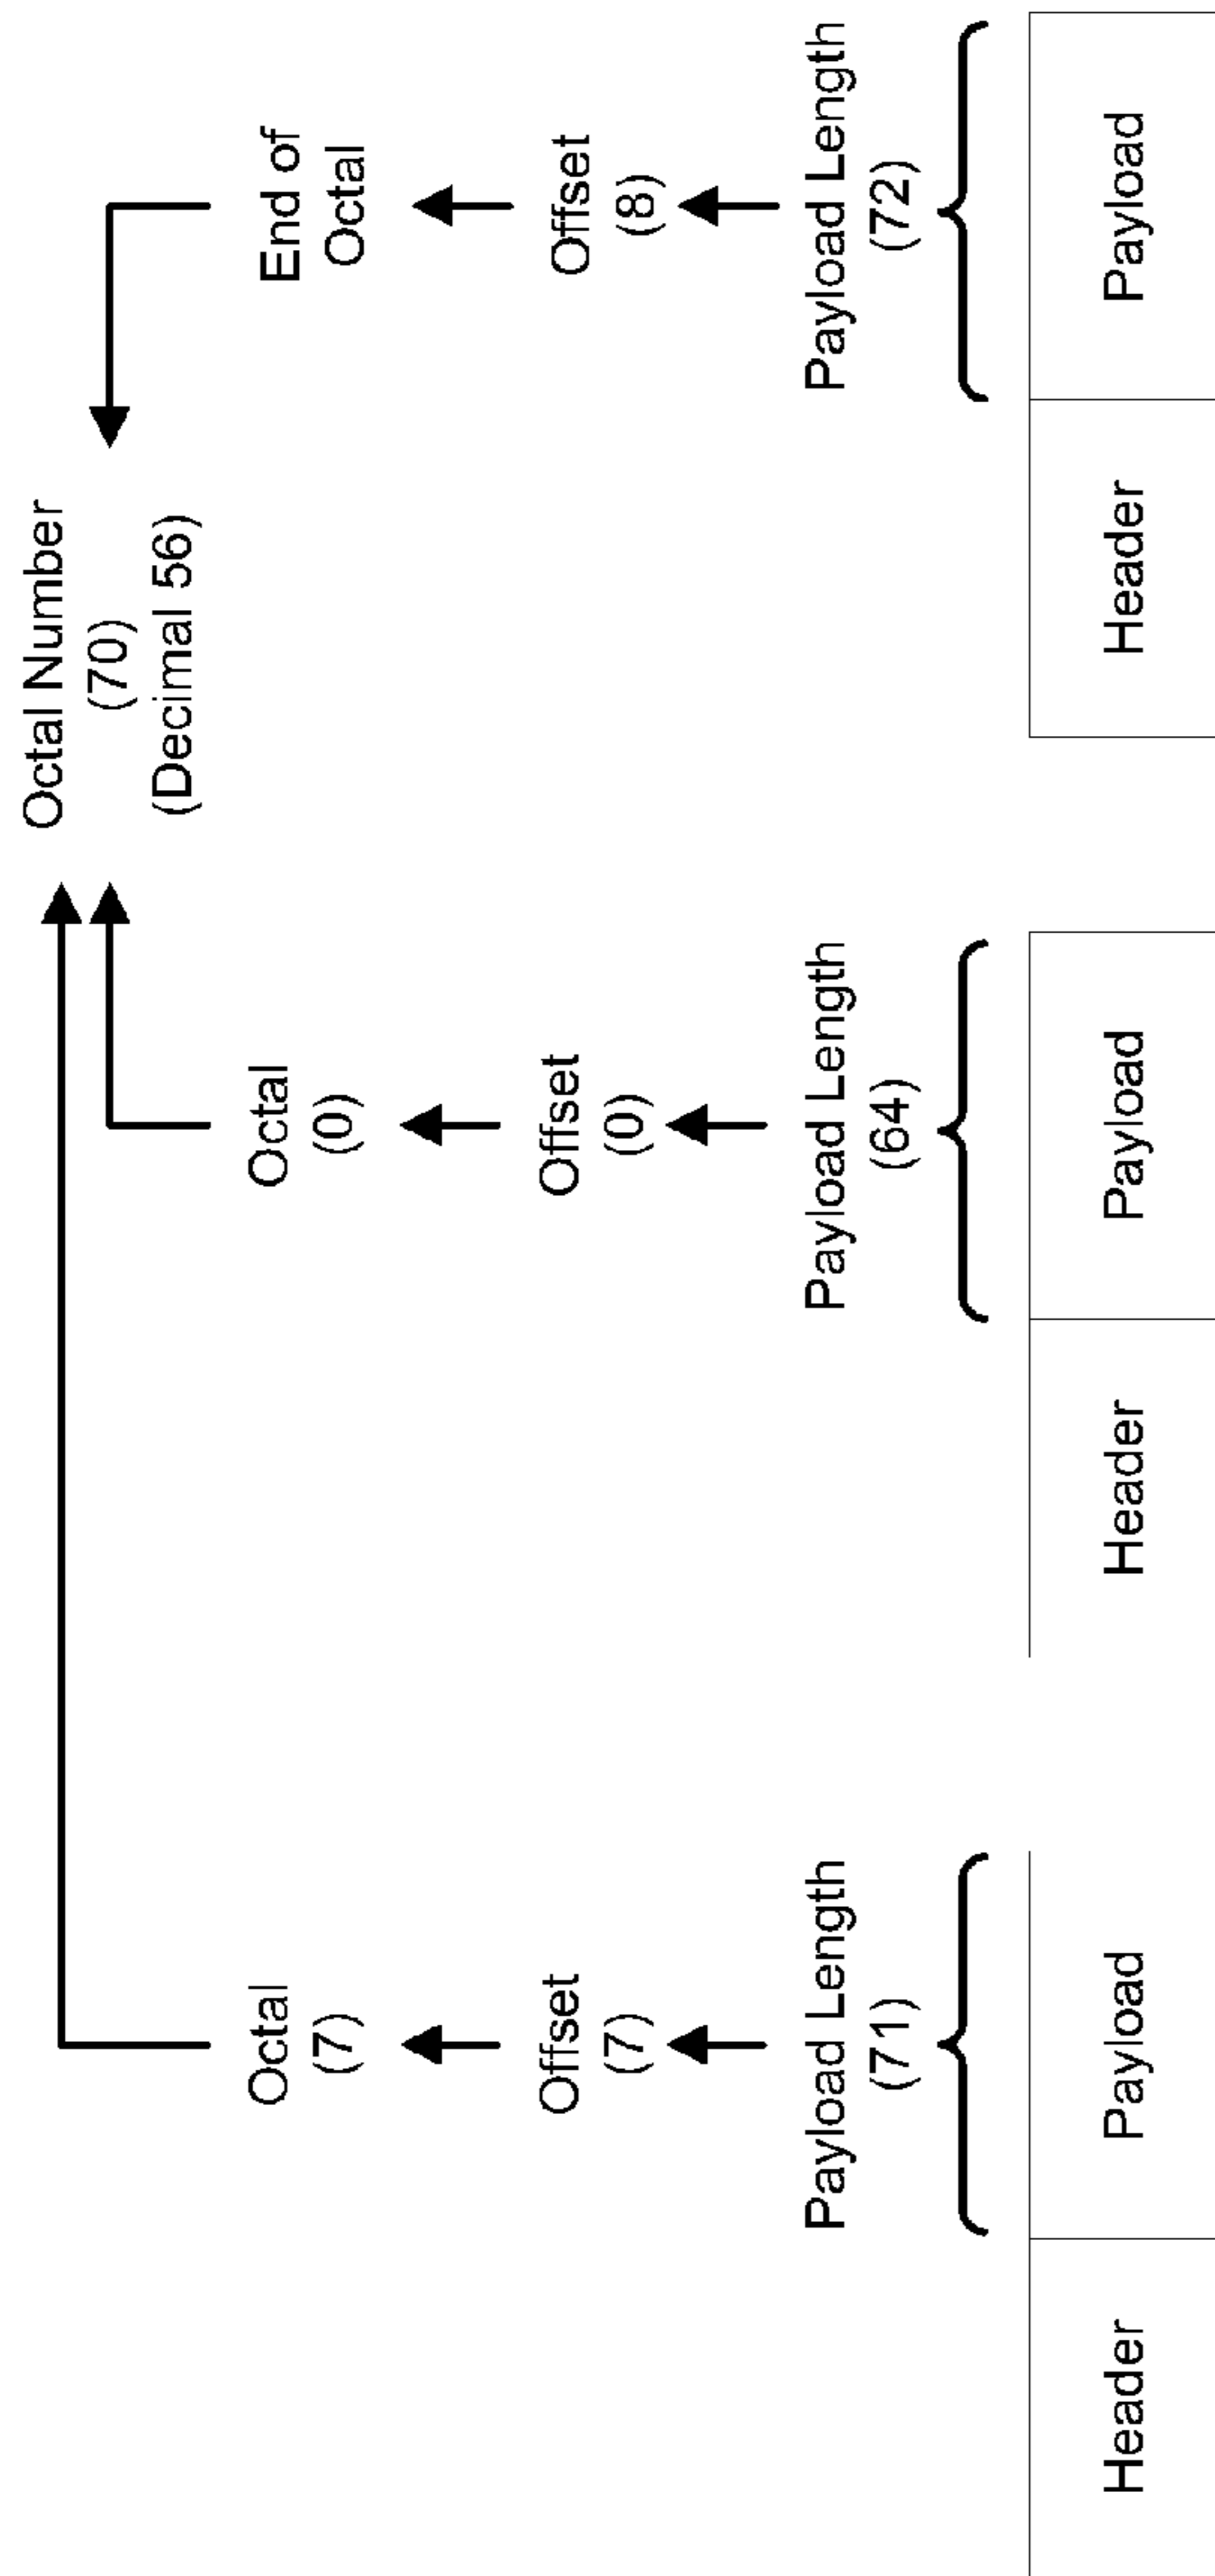 Octal Number
(70)
(Decimal 56)
Octal
(7)
Octal
(0)
End of
Octal
Offset
(7)
Offset
(0)
Offset
(8)
Payload Length
(71)
Payload Length
(64)
Payload Length
(72)
Header
Payload
Header
Payload
Header
Payload